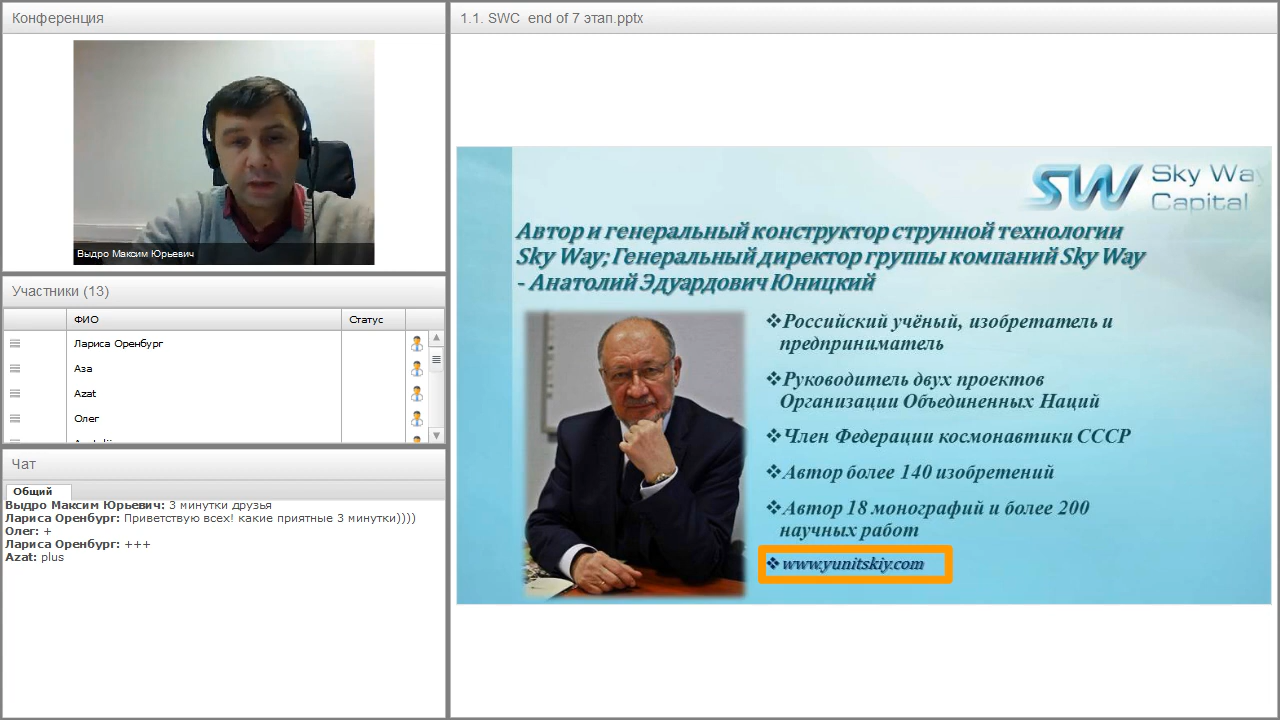 Конференция
Выдро Максим Юрьевич
Участники (13)
ФИО
Статус
Лариса Оренбург
Аза
Azat
Олег
Чат
Общий
Выдро Максим Юрьевич: 3 минутки друзья
Лариса Оренбург: Приветствую всех! какие приятные 3 минутки))))
Олег: +
Лариса Оренбург: +++
Azat: plus
1.1. SWC end of 7 этап.pptx
SW Sky Way
Capital
Автор и генеральный конструктор струнной технологии
Sky Way; Генеральный директор группы компаний Sky Way
- Анатолий Эдуардович Юницкий
❖Российский учёный, изобретатель и
предприниматель
❖Руководитель двух проектов
Организации Объединенных Наций
❖Член Федерации космонавтики СССР
❖Автор более 140 изобретений
❖Автор 18 монографий и более 200
научных работ
❖www.yunitskiy.com